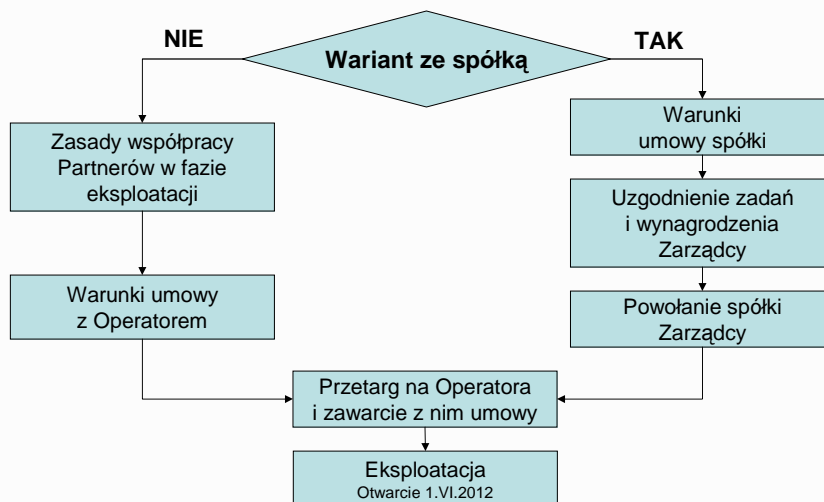 NIE
Wariant ze spółką
TAK
Zasady współpracy
Partnerów w fazie
eksploatacji
Warunki umowy
z Operatorem
Warunki
umowy spółki
Uzgodnienie zadań
i wynagrodzenia
Zarządcy
Powołanie spółki
Zarządcy
Przetarg na Operatora
i zawarcie z nim umowy
Eksploatacja
Otwarcie 1.VI.2012